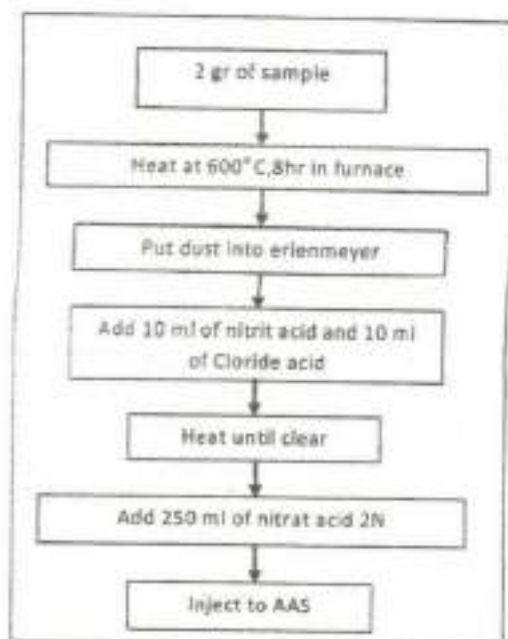 2 gr of sample
Heat at 600°C,8hr in furnace
Put dust into erlenmeyer
Add 10 ml of nitrit acid and 10 ml
of Cloride acid
Heat until clear
Add 250 ml of nitrat acid 2N
Inject to AAS